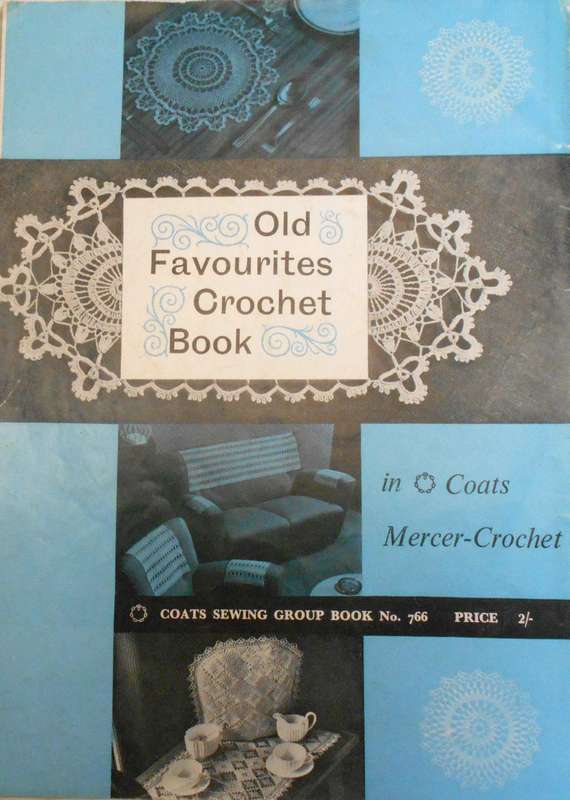 Old
Favourites
Crochet
Book
in Coats
Mercer-Crochet
COATS SEWING GROUP BOOK No. 766 PRICE 2/-